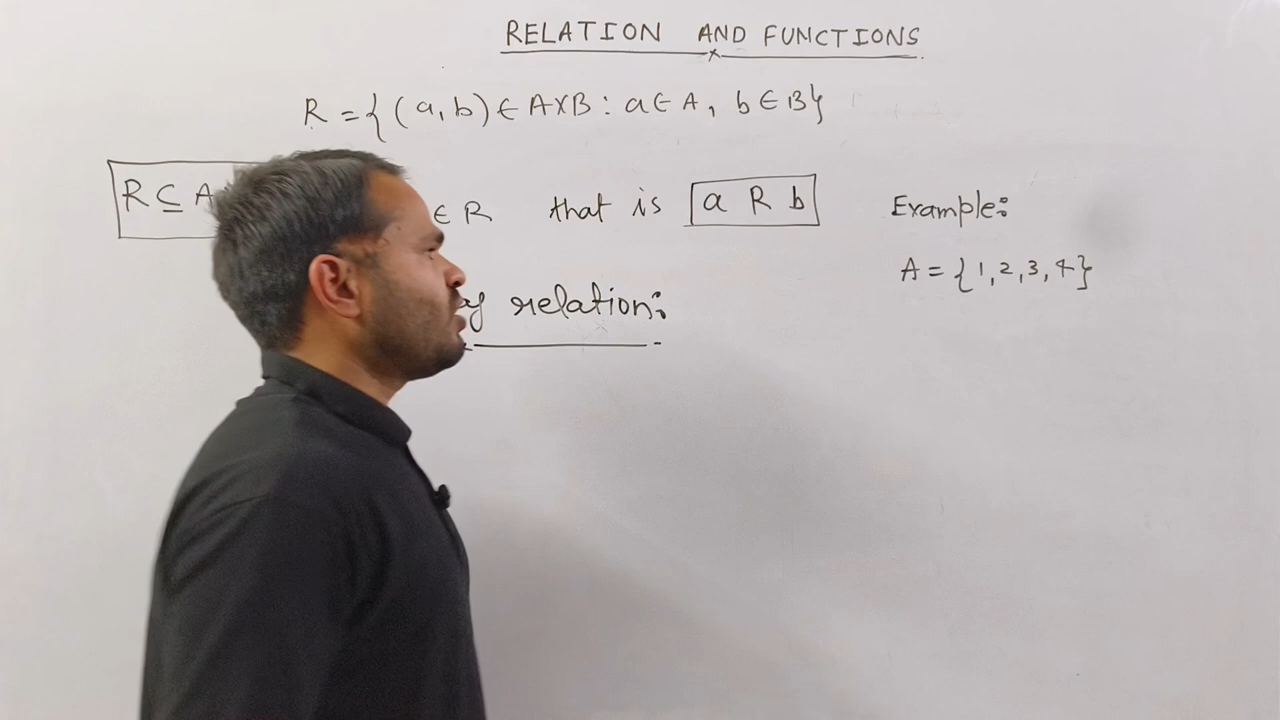 RELATION AND FUNCTIONS
R = {(a, b) ∈ A×B : a ∈ A, b ∈ B}
R ⊆ A ∈ R that is a R b
Example:
A = {1, 2, 3, 4}
relation: